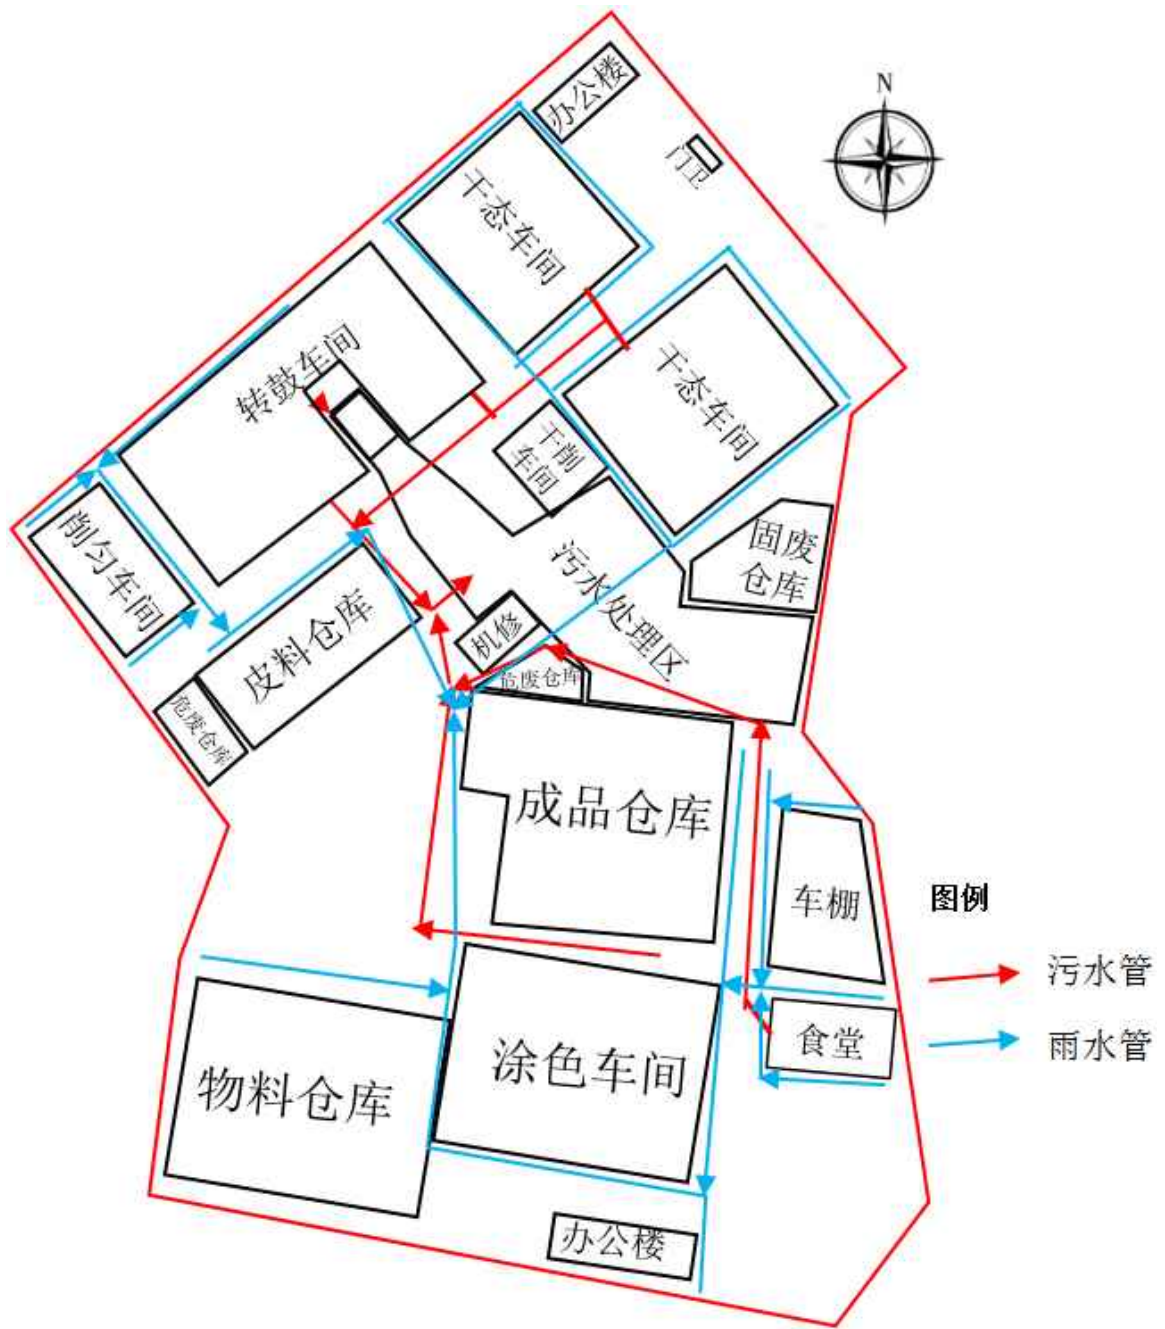 办公楼
N
门卫
干态车间
干态车间
转鼓车间
干削
车间
削匀车间
固废
仓库
污水处理区
机修
皮料仓库
危废仓库
危废仓库
成品仓库
车棚
图例
污水管
雨水管
食堂
涂色车间
物料仓库
办公楼